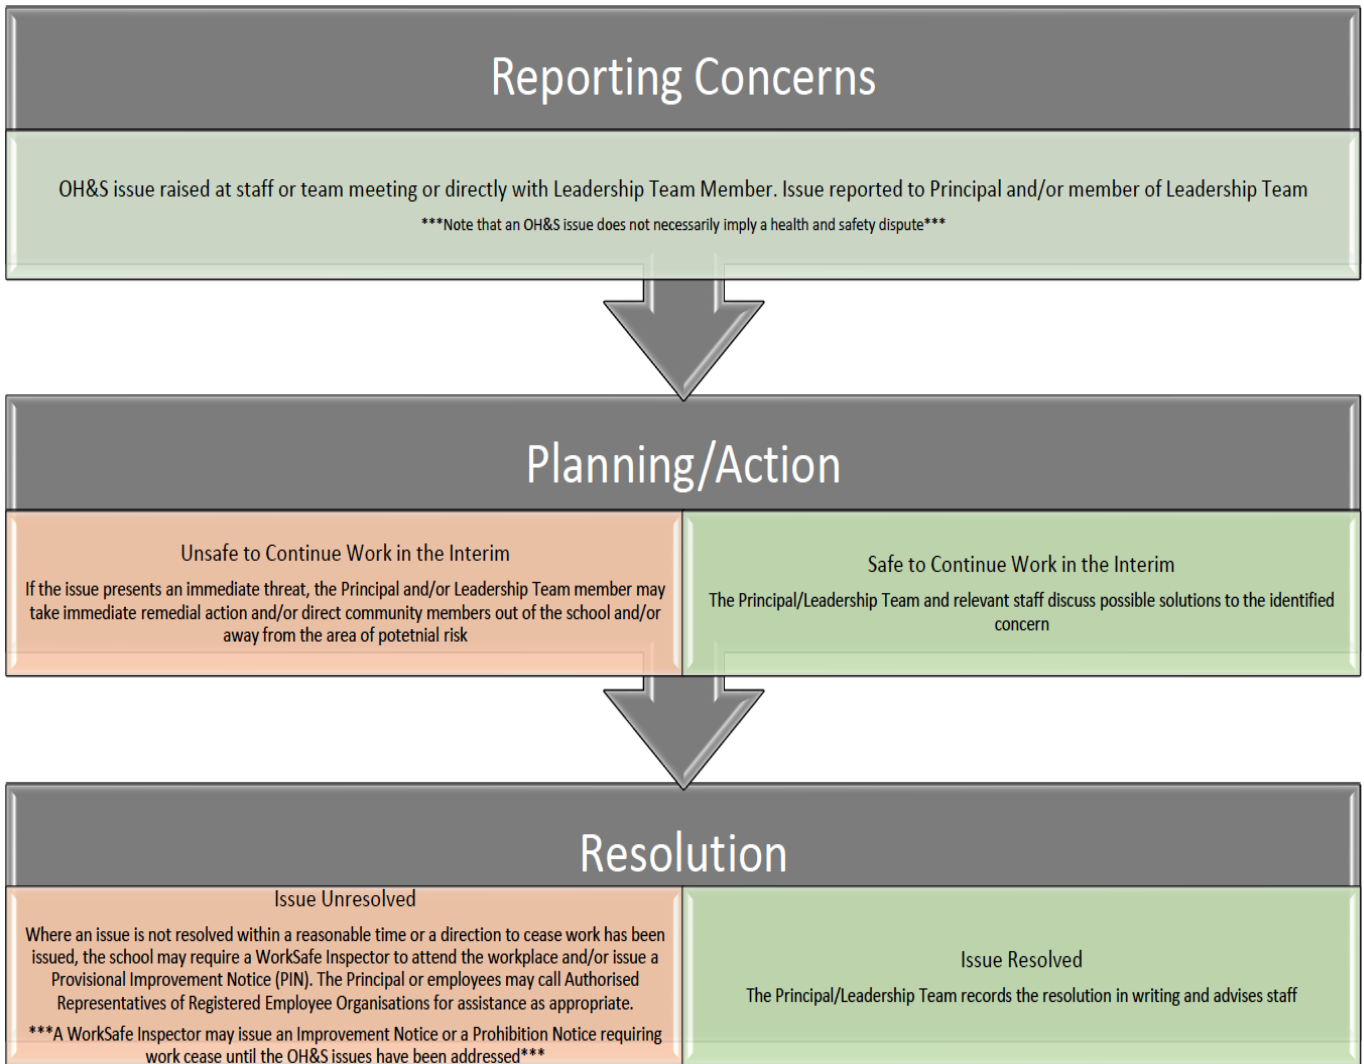 Reporting Concerns
OH&S issue raised at staff or team meeting or directly with Leadership Team Member. Issue reported to Principal and/or member of Leadership Team
***Note that an OH&S issue does not necessarily imply a health and safety dispute***
Planning/Action
Unsafe to Continue Work in the Interim
If the issue presents an immediate threat, the Principal and/or Leadership Team member may
take immediate remedial action and/or direct community members out of the school and/or
away from the area of potetnial risk
Safe to Continue Work in the Interim
The Principal/Leadership Team and relevant staff discuss possible solutions to the identified
concern
Resolution
Issue Unresolved
Where an issue is not resolved within a reasonable time or a direction to cease work has been
issued, the school may require a WorkSafe Inspector to attend the workplace and/or issue a
Provisional Improvement Notice (PIN). The Principal or employees may call Authorised
Representatives of Registered Employee Organisations for assistance as appropriate.
***A WorkSafe Inspector may issue an Improvement Notice or a Prohibition Notice requiring
work cease until the OH&S issues have been addressed***
Issue Resolved
The Principal/Leadership Team records the resolution in writing and advises staff